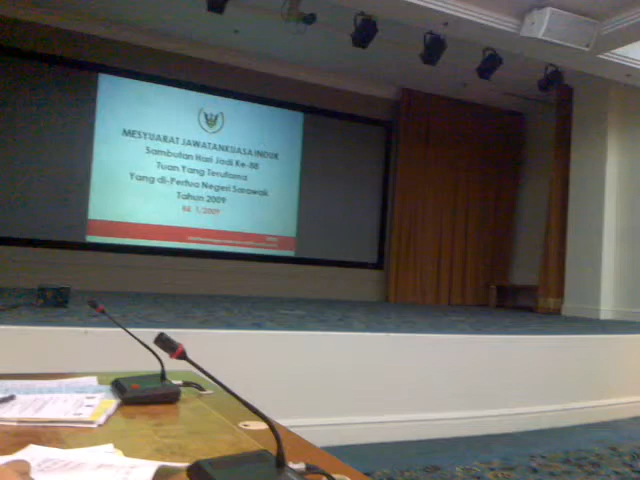 MESYUARAT JAWATANKUASA INDUK
Sambutan Hari Jadi Ke-88
Tuan Yang Terutama
Yang di-Pertua Negeri Sarawak
Tahun 2009